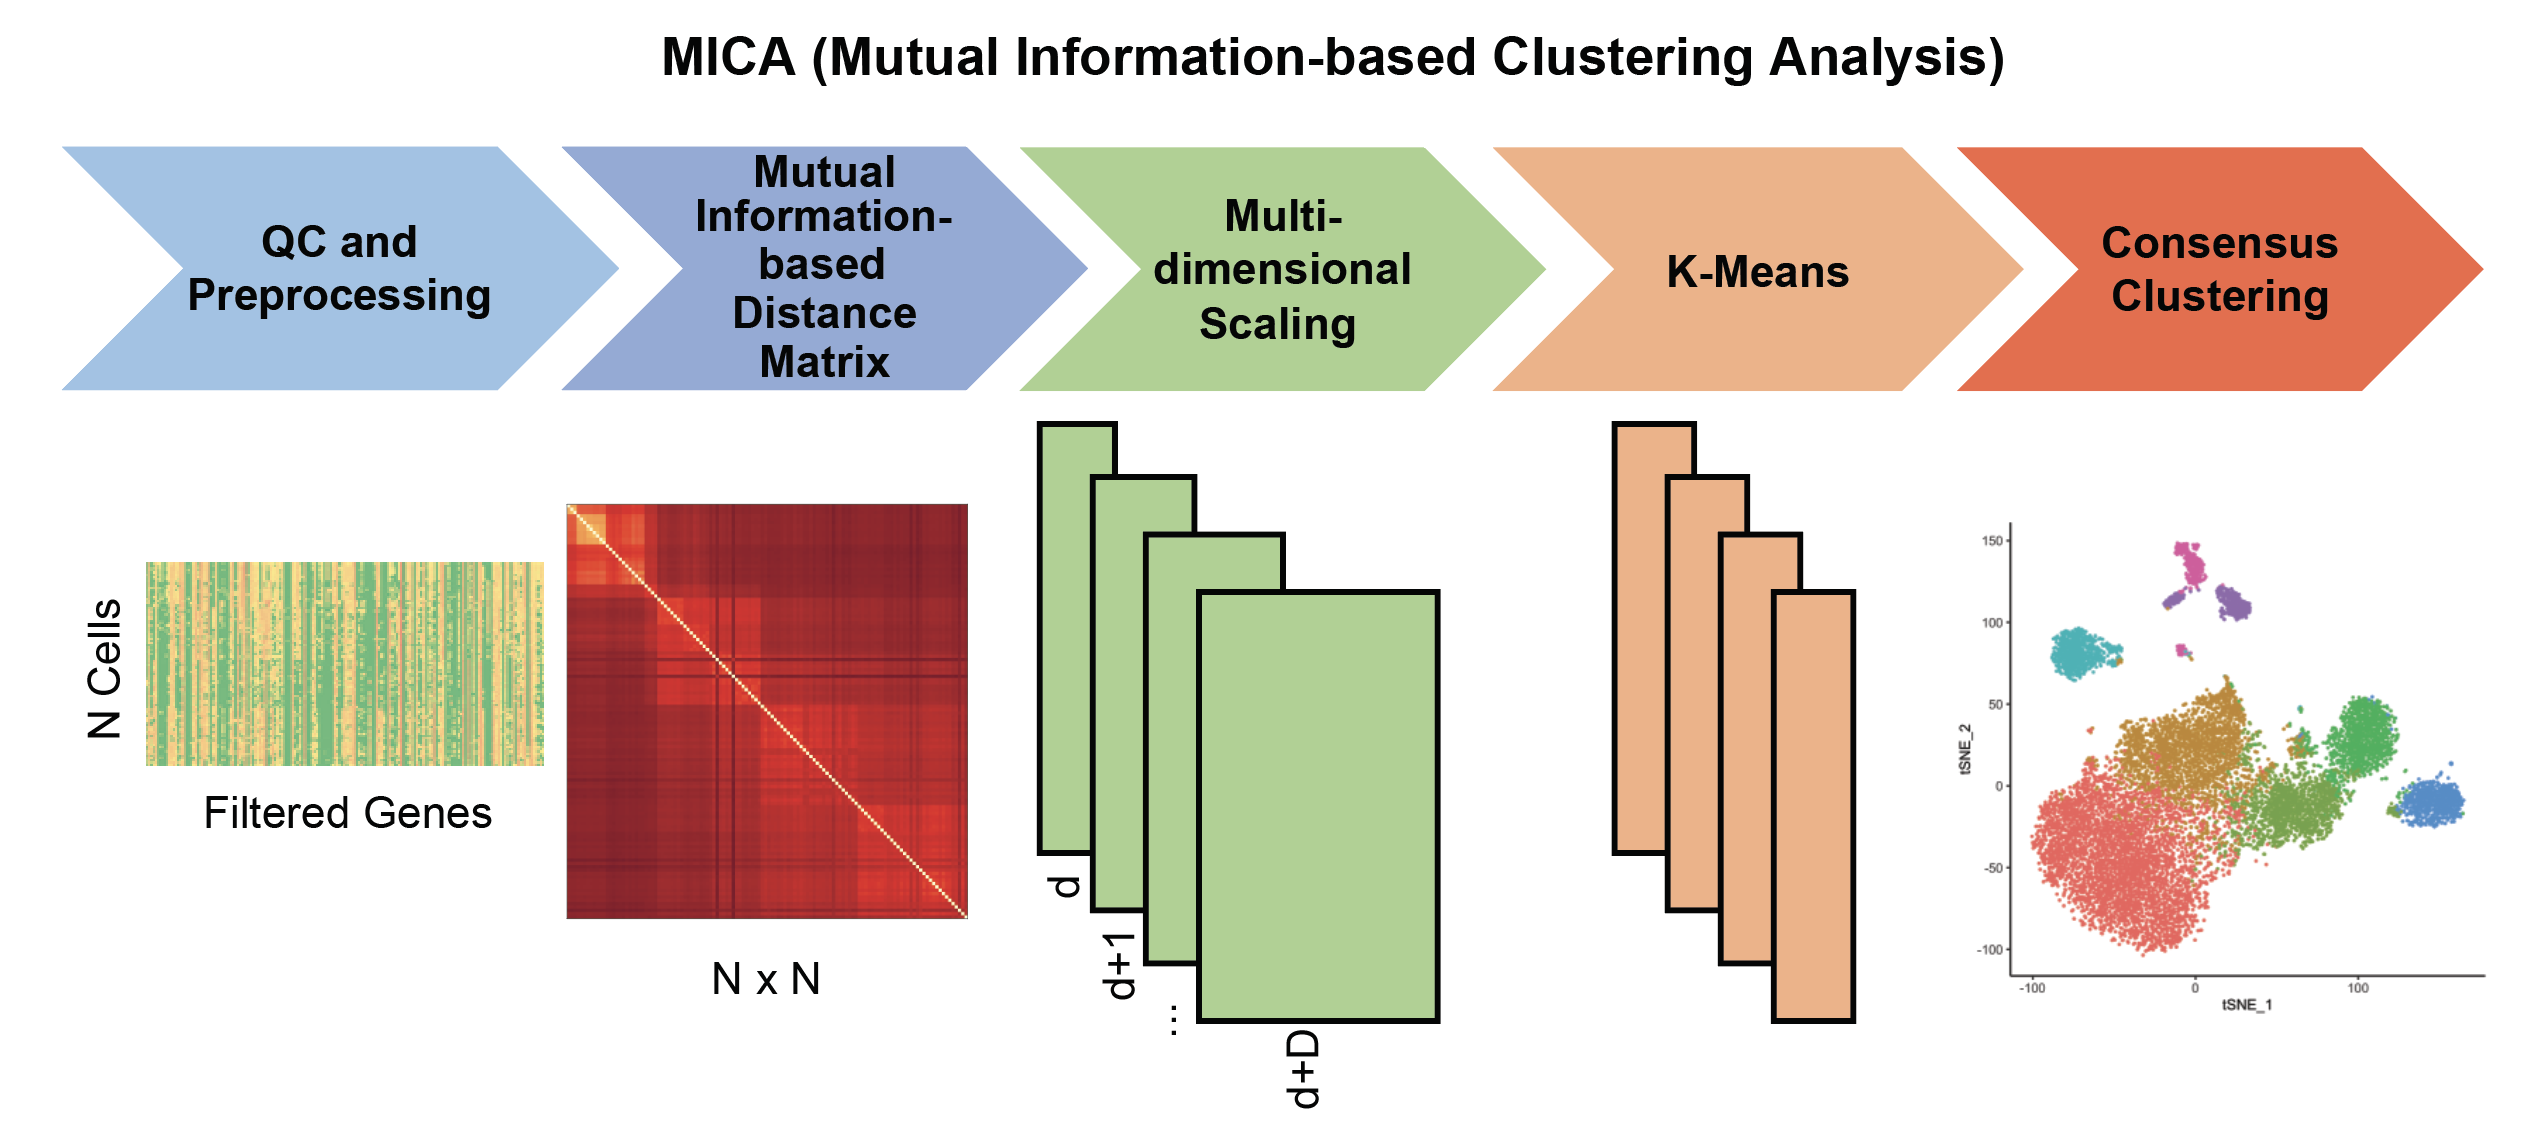 MICA (Mutual Information-based Clustering Analysis)
QC and
Preprocessing
Mutual
Information-
based
Distance
Matrix
Multi-
dimensional
Scaling
K-Means
Consensus
Clustering
N Cells
Filtered Genes
N x N
d
d+1
...
d+D
150
100
50
0
-50
-100
tSNE_2
-100
0
100
tSNE_1